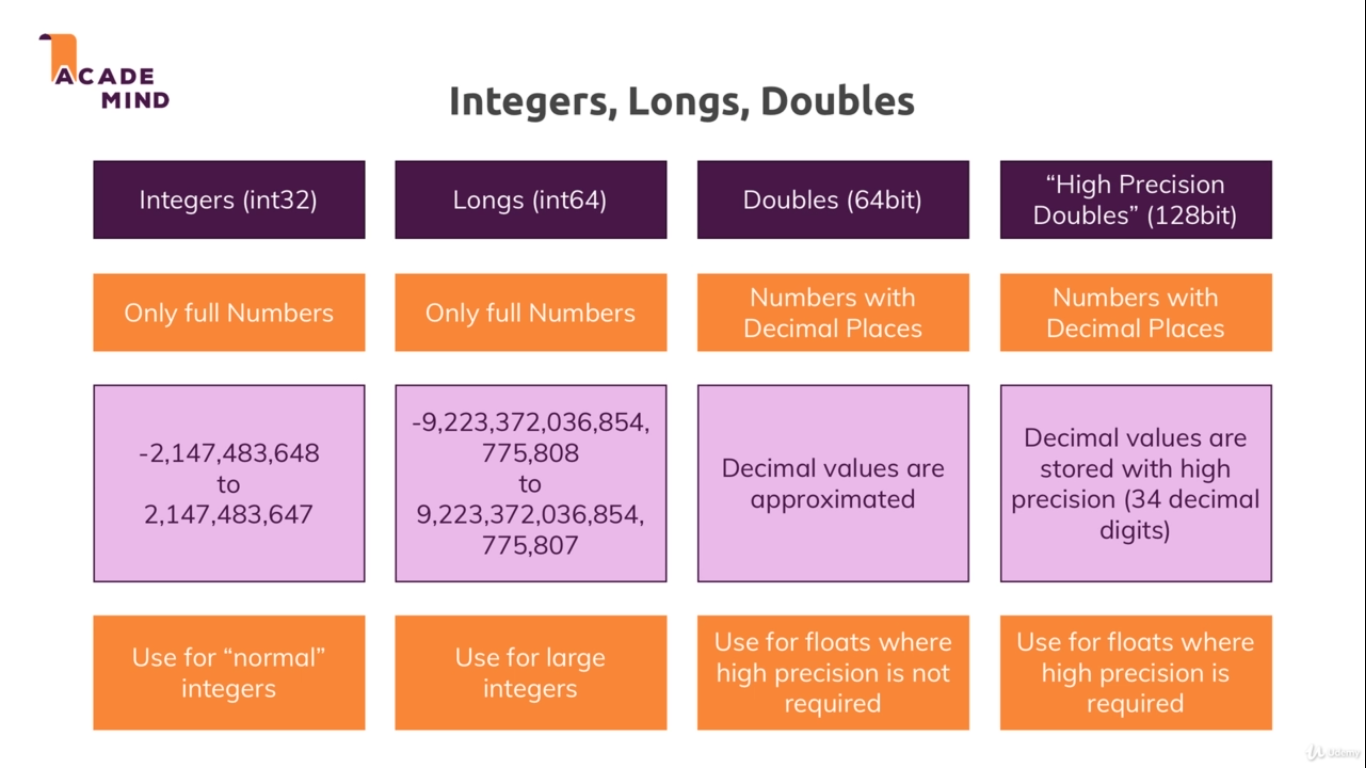 ACADE
MIND
Integers, Longs, Doubles
Integers (int32)
Longs (int64)
Doubles (64bit)
“High Precision
Doubles” (128bit)
Only full Numbers
Only full Numbers
Numbers with
Decimal Places
Numbers with
Decimal Places
-2,147,483,648
to
2,147,483,647
-9,223,372,036,854,
775,808
to
9,223,372,036,854,
775,807
Decimal values are
approximated
Decimal values are
stored with high
precision (34 decimal
digits)
Use for “normal”
integers
Use for large
integers
Use for floats where
high precision is not
required
Use for floats where
high precision is
required
Udemy